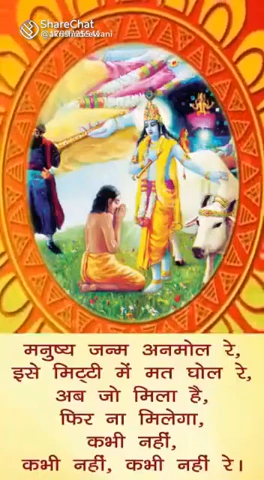 ShareChat
मनुष्य जन्म अनमोल रे,
इसे मिट्टी में मत घोल रे,
अब जो मिला है,
फिर ना मिलेगा,
कभी नहीं,
कभी नहीं, कभी नहीं रे।